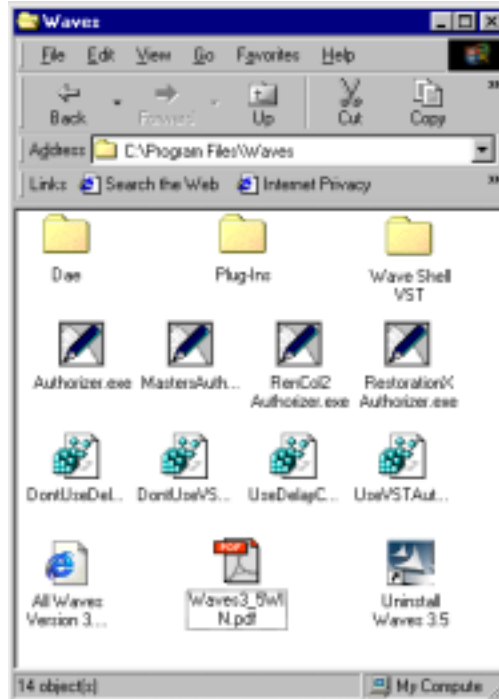 Waves
File Edit View Go Favorites Help
Back Forward Up Cut Copy
Address C:\Program Files\Waves
Links Search the Web Internet Privacy
Dae Plug-Ins Wave Shell
VST
Authorizer.exe MastersAuth... RenCol2 RestorationX
Authorizer.exe Authorizer.exe
DontUseDel... DontUseVS... UseDelayC... UseVSTAut...
All Waves Waves3_5WI Uninstall
Version 3... N.pdf Waves 3.5
PDF
14 object(s) My Compute